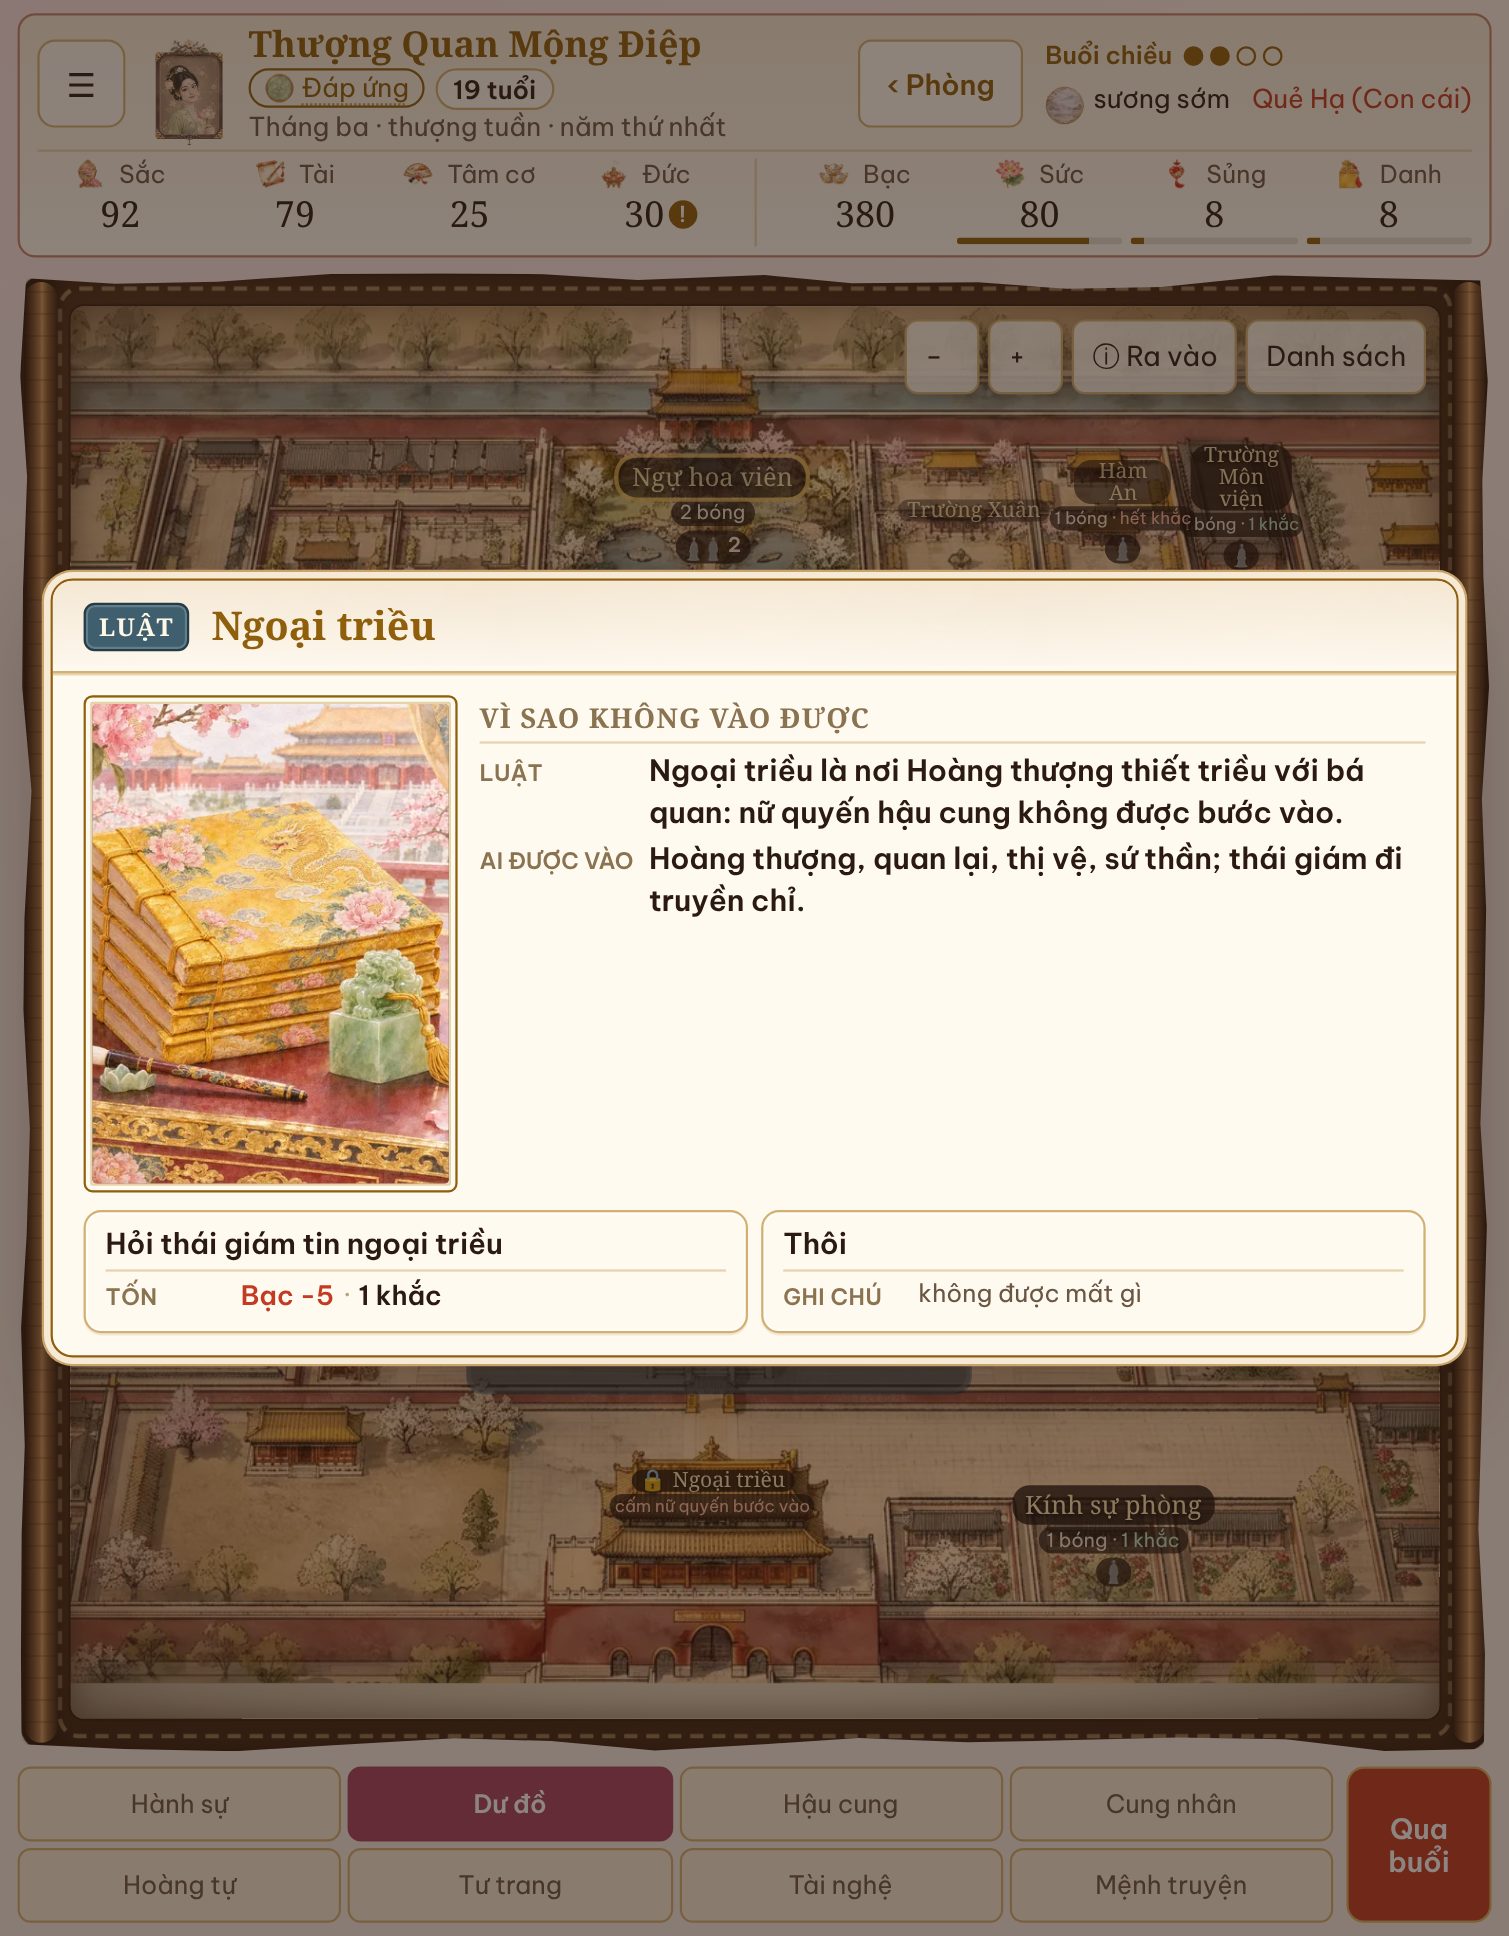 ☰
Thượng Quan Mộng Điệp
Đáp ứng
19 tuổi
Tháng ba · thượng tuần · năm thứ nhất
‹ Phòng
Buổi chiều
sương sớm
Quẻ Hạ (Con cái)
Sắc
92
Tài
79
Tâm cơ
25
Đức
30
!
Bạc
380
Sức
80
Sủng
8
Danh
8
−
+
ⓘ Ra vào
Danh sách
Ngự hoa viên
2 bóng
2
Trường Xuân
Hàm
An
1 bóng · hết khắc
Trường
Môn
viện
bóng · 1 khắc
LUẬT
Ngoại triều
VÌ SAO KHÔNG VÀO ĐƯỢC
LUẬT
Ngoại triều là nơi Hoàng thượng thiết triều với bá
quan: nữ quyến hậu cung không được bước vào.
AI ĐƯỢC VÀO
Hoàng thượng, quan lại, thị vệ, sứ thần; thái giám đi
truyền chỉ.
Hỏi thái giám tin ngoại triều
TỐN
Bạc -5 · 1 khắc
Thôi
GHI CHÚ
không được mất gì
Ngoại triều
cấm nữ quyến bước vào
Kính sự phòng
1 bóng · 1 khắc
Hành sự
Dư đồ
Hậu cung
Cung nhân
Qua
buổi
Hoàng tự
Tư trang
Tài nghệ
Mệnh truyện